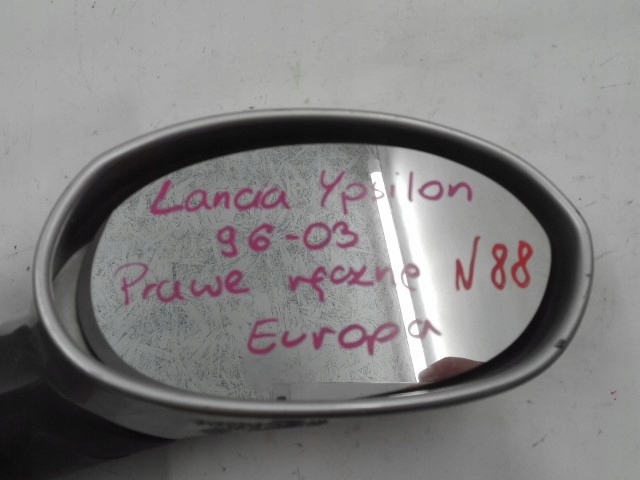 Lancia Ypsilon
96-03
Prawe ręczne N88
Europa